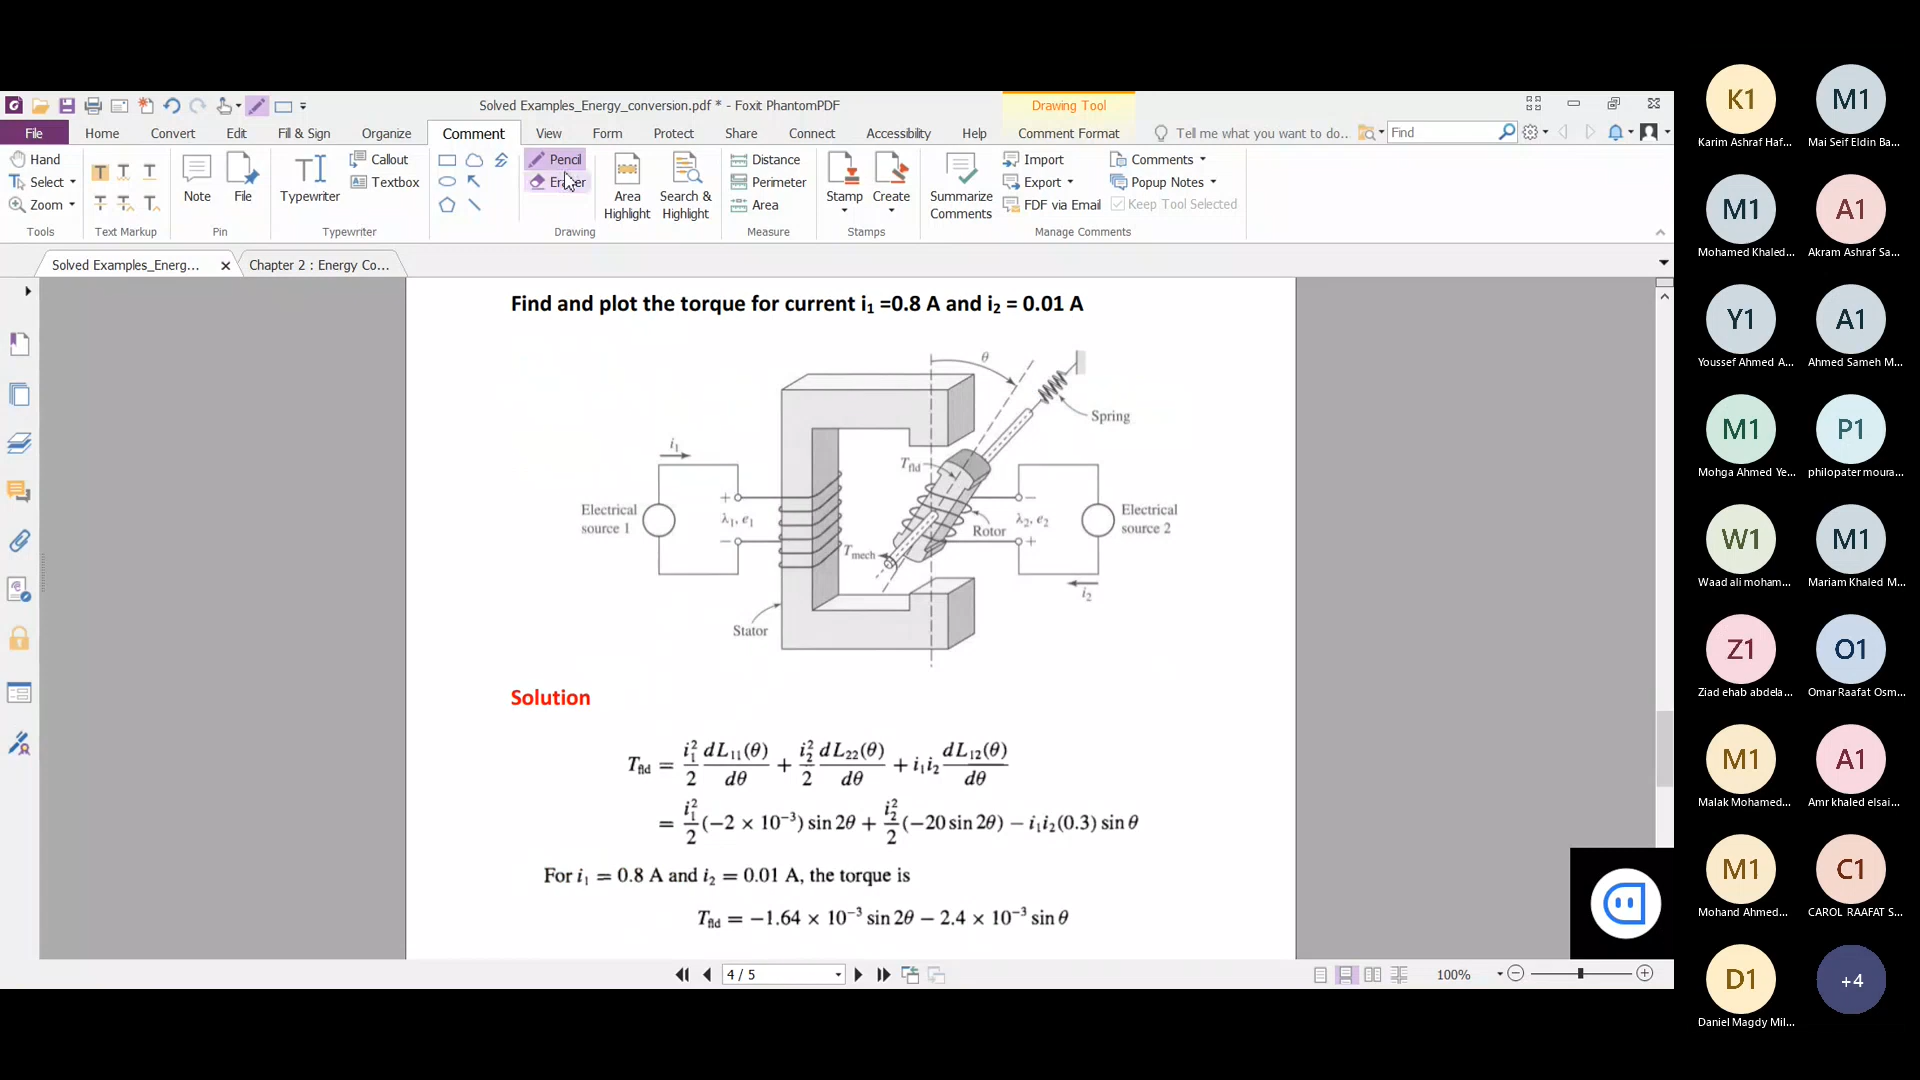 Solved Examples_Energy_conversion.pdf * - Foxit PhantomPDF
Drawing Tool
File Home Convert Edit Fill & Sign Organize Comment View Form Protect Share Connect Accessibility Help Comment Format
Tell me what you want to do..
Find
Hand
Select
Zoom
Tools
Text Markup
Note
File
Pin
Typewriter
Callout
Textbox
Typewriter
Pencil
Eraser
Area Highlight
Search & Highlight
Drawing
Distance
Perimeter
Area
Measure
Stamp
Create
Stamps
Summarize Comments
Import
Export
FDF via Email
Comments
Popup Notes
Keep Tool Selected
Manage Comments
Solved Examples_Energ...
Chapter 2 : Energy Co...
Find and plot the torque for current i₁ =0.8 A and i₂ = 0.01 A
θ
Spring
i₁
T_fld
Electrical source 1
+
λ₁, e₁
−
T_mech
Rotor
−
λ₂, e₂
+
Electrical source 2
i₂
Stator
Solution
T_fld = i₁²/2 dL₁₁(θ)/dθ + i₂²/2 dL₂₂(θ)/dθ + i₁i₂ dL₁₂(θ)/dθ
= i₁²/2 (−2 × 10⁻³) sin 2θ + i₂²/2 (−20 sin 2θ) − i₁i₂(0.3) sin θ
For i₁ = 0.8 A and i₂ = 0.01 A, the torque is
T_fld = −1.64 × 10⁻³ sin 2θ − 2.4 × 10⁻³ sin θ
4 / 5
100%
K1
Karim Ashraf Haf...
M1
Mai Seif Eldin Ba...
M1
Mohamed Khaled...
A1
Akram Ashraf Sa...
Y1
Youssef Ahmed A...
A1
Ahmed Sameh M...
M1
Mohga Ahmed Ye...
P1
philopater moura...
W1
Waad ali moham...
M1
Mariam Khaled M...
Z1
Ziad ehab abdela...
O1
Omar Raafat Osm...
M1
Malak Mohamed...
A1
Amr khaled elsai...
M1
Mohand Ahmed...
C1
CAROL RAAFAT S...
D1
Daniel Magdy Mil...
+4